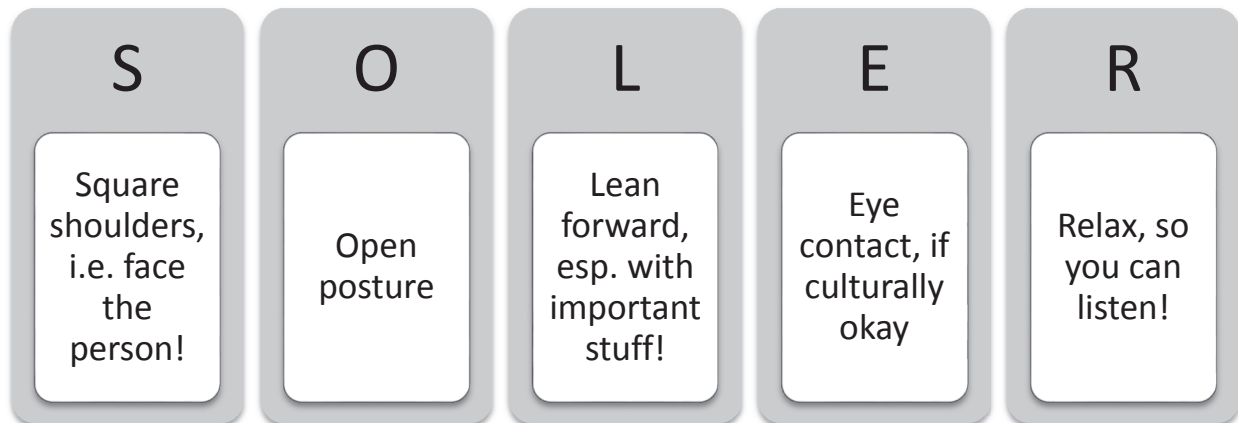 S
Square
shoulders,
i.e. face
the
person!
O
Open
posture
L
Lean
forward,
esp. with
important
stuff!
E
Eye
contact, if
culturally
okay
R
Relax, so
you can
listen!